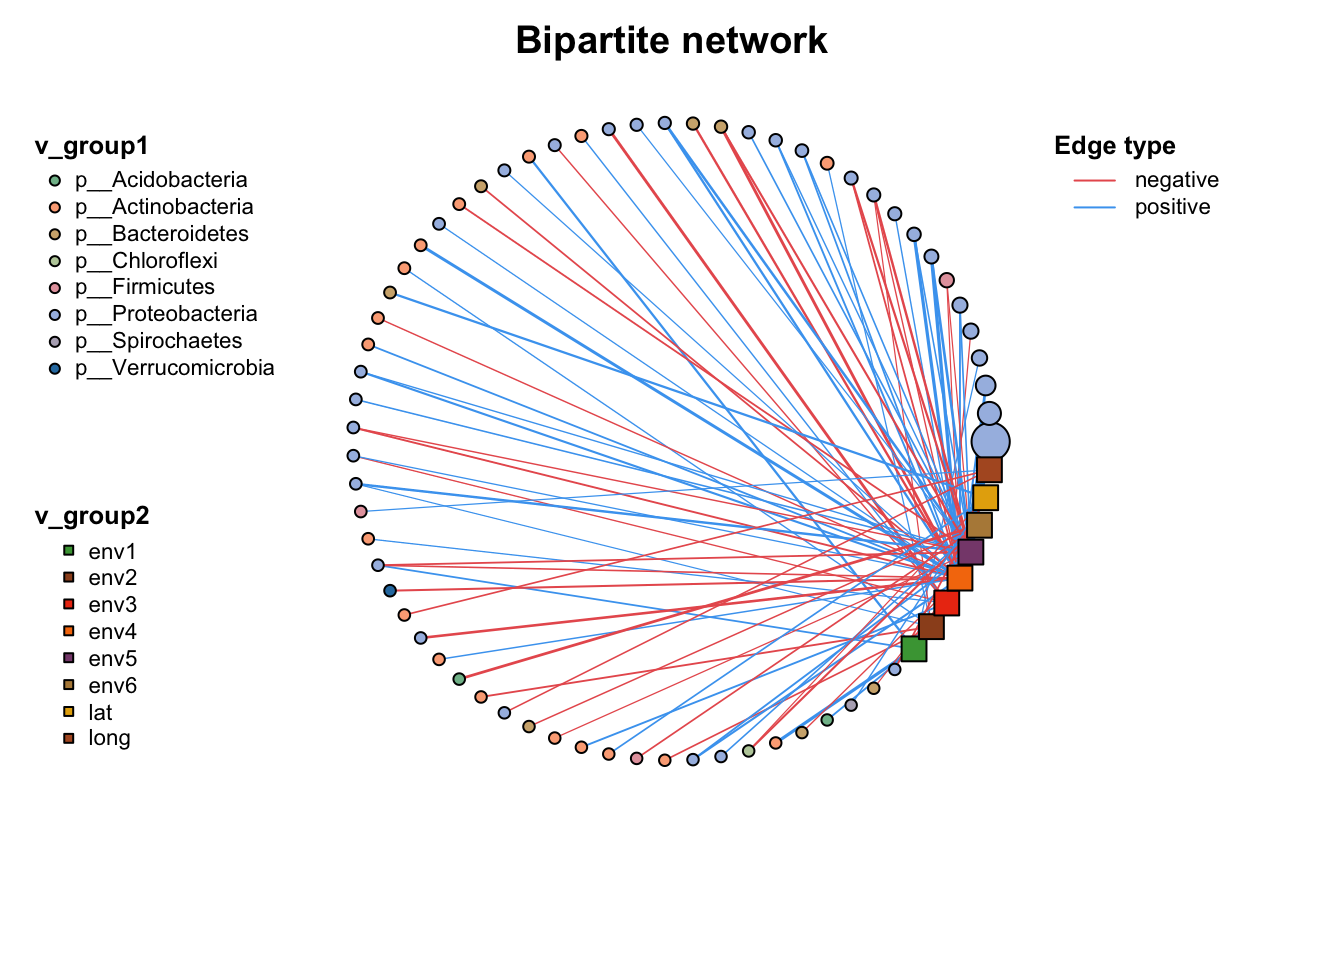 Bipartite network
v_group1
p__Acidobacteria
p__Actinobacteria
p__Bacteroidetes
p__Chloroflexi
p__Firmicutes
p__Proteobacteria
p__Spirochaetes
p__Verrucomicrobia
v_group2
env1
env2
env3
env4
env5
env6
lat
long
Edge type
negative
positive